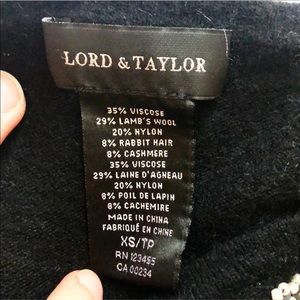 LORD & TAYLOR
35% VISCOSE
29% LAMB'S WOOL
20% NYLON
8% RABBIT HAIR
8% CASHMERE
35% VISCOSE
29% LAINE D'AGNEAU
20% NYLON
8% POIL DE LAPIN
8% CACHEMIRE
MADE IN CHINA
FABRIQUÉ EN CHINE
XS/TP
RN 123455
CA 00234